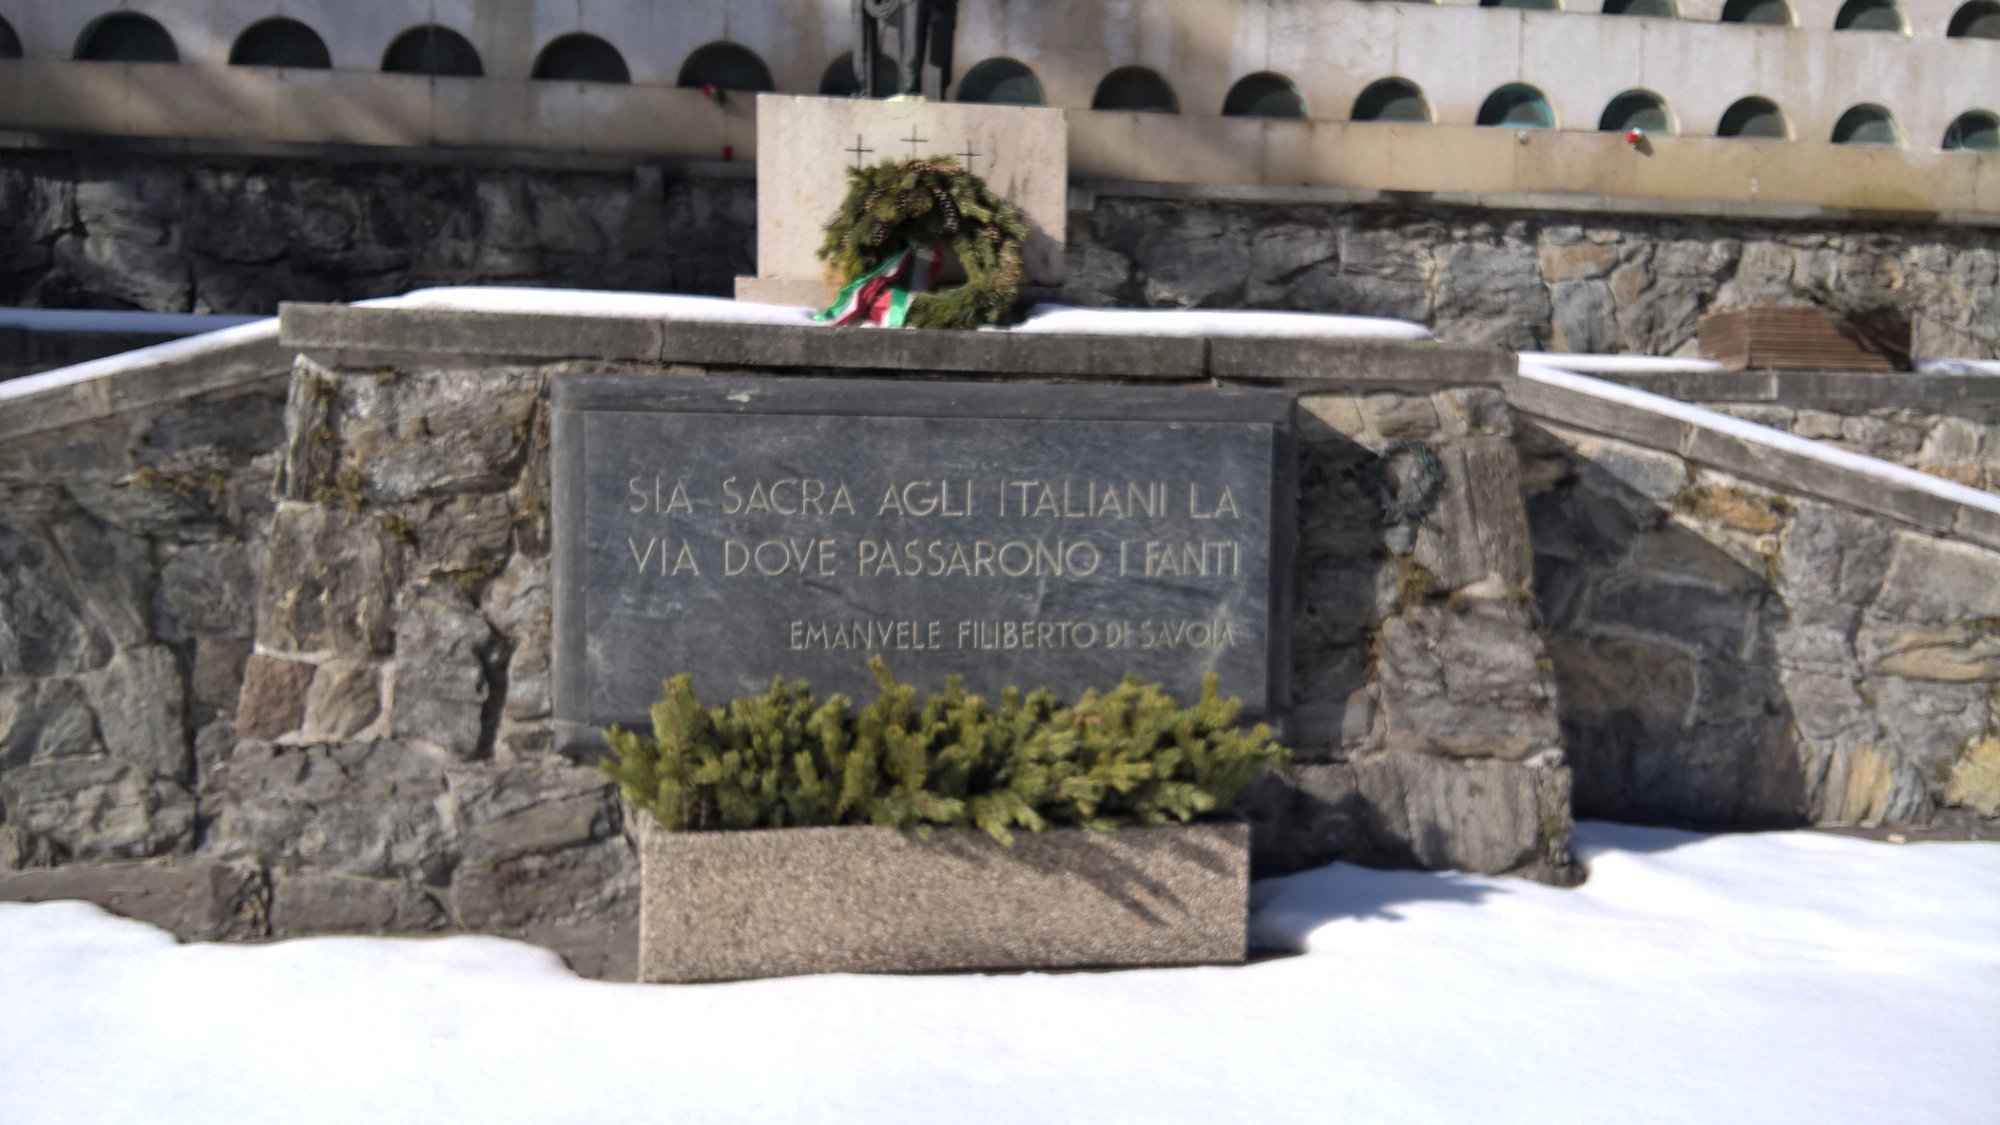 SIA SACRA AGLI ITALIANI LA
VIA DOVE PASSARONO I FANTI
EMANVELE FILIBERTO DI SAVOIA